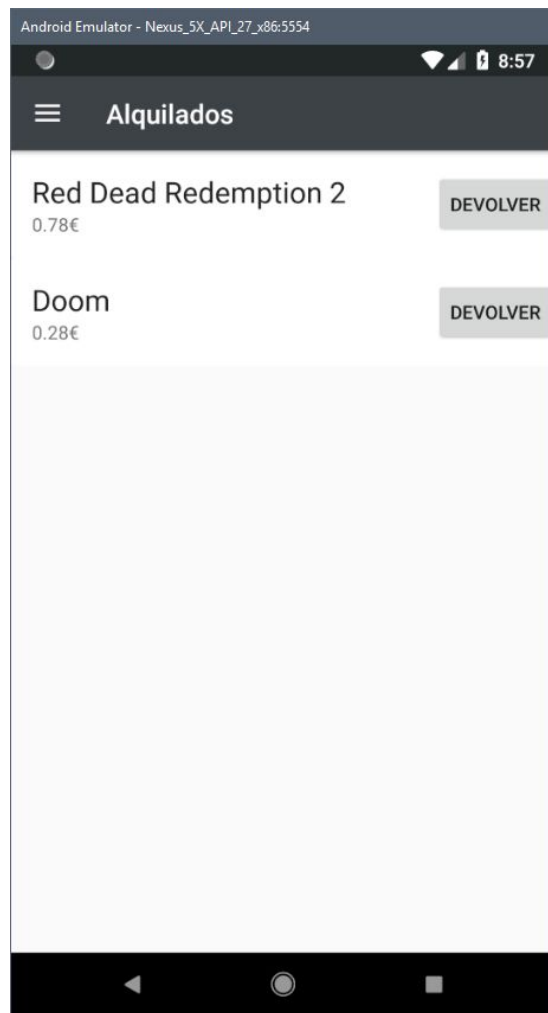 Android Emulator - Nexus_5X_API_27_x86:5554
8:57
Alquilados
Red Dead Redemption 2
0.78€
DEVOLVER
Doom
0.28€
DEVOLVER